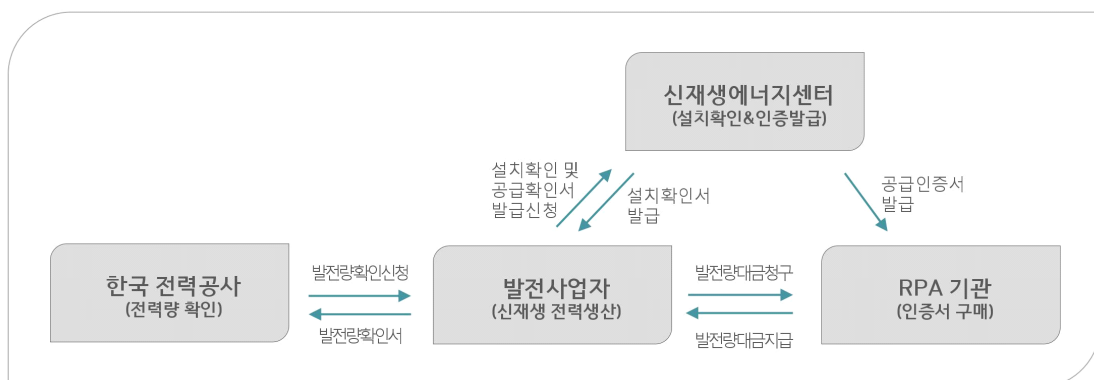 신재생에너지센터
(설치확인&인증발급)
설치확인 및
공급확인서
발급신청
설치확인서
발급
공급인증서
발급
한국 전력공사
(전력량 확인)
발전량확인신청
발전량확인서
발전사업자
(신재생 전력생산)
발전량대금청구
발전량대금지급
RPA 기관
(인증서 구매)